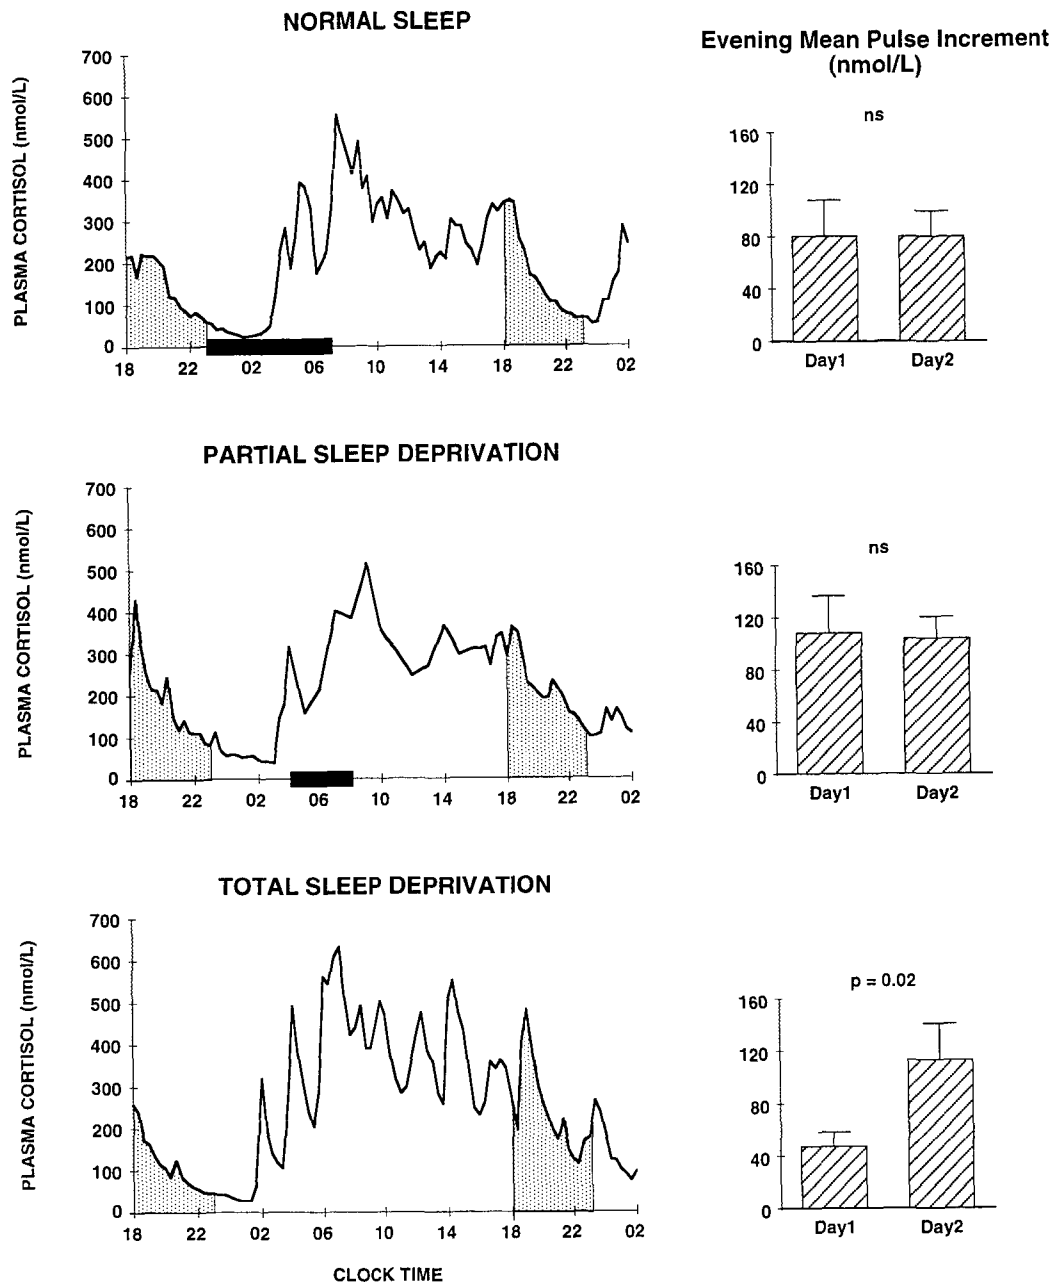 NORMAL SLEEP
Evening Mean Pulse Increment
(nmol/L)
PLASMA CORTISOL (nmol/L)
700
600
500
400
300
200
100
0
18 22 02 06 10 14 18 22 02
ns
160
120
80
40
0
Day1 Day2
PARTIAL SLEEP DEPRIVATION
PLASMA CORTISOL (nmol/L)
700
600
500
400
300
200
100
0
18 22 02 06 10 14 18 22 02
ns
160
120
80
40
0
Day1 Day2
TOTAL SLEEP DEPRIVATION
PLASMA CORTISOL (nmol/L)
700
600
500
400
300
200
100
0
18 22 02 06 10 14 18 22 02
CLOCK TIME
p = 0.02
160
120
80
40
0
Day1 Day2